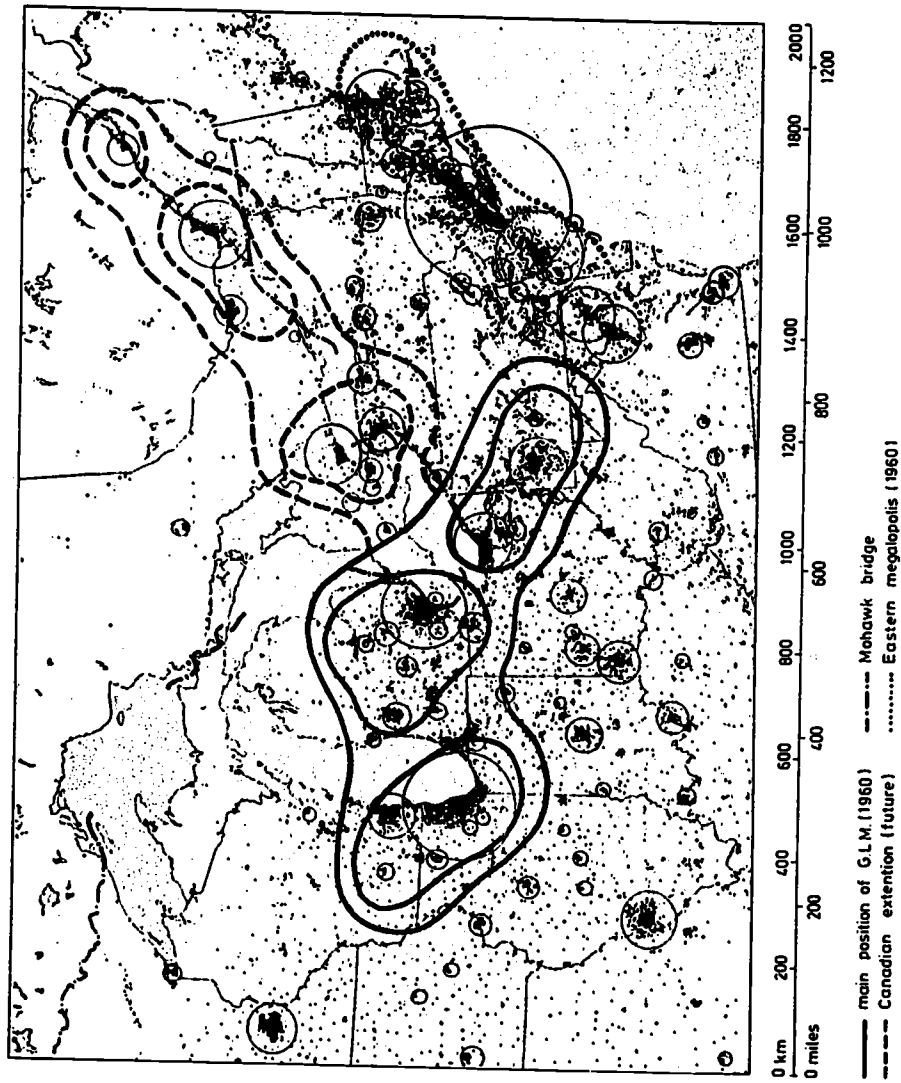 0 km 200 400 600 800 1000 1200 1400 1600 1800 2000
0 miles 200 400 600 800 1000 1200
main position of G.L.M. (1960)
Canadian extention (future)
Mohawk bridge
Eastern megalopolis (1960)